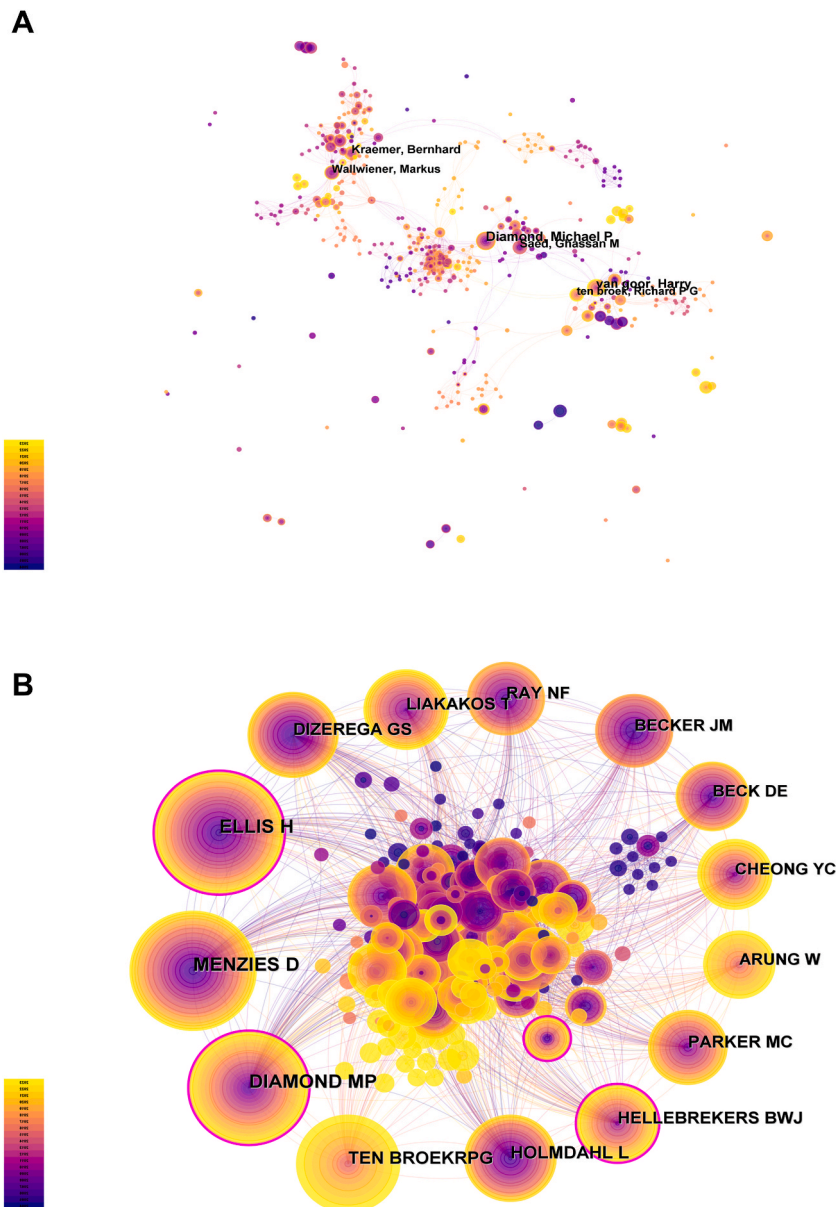 A
Kraemer, Bernhard
Wallwiener, Markus
Diamond, Michael P
Saed, Ghassan M
van goor, Harry
ten broek, Richard P G
B
LIAKAKOS T
RAY NF
DIZEREGA GS
BECKER JM
BECK DE
ELLIS H
CHEONG YC
ARUNG W
MENZIES D
PARKER MC
DIAMOND MP
HELLEBREKERS BWJ
TEN BROEKRPG
HOLMDAHL L